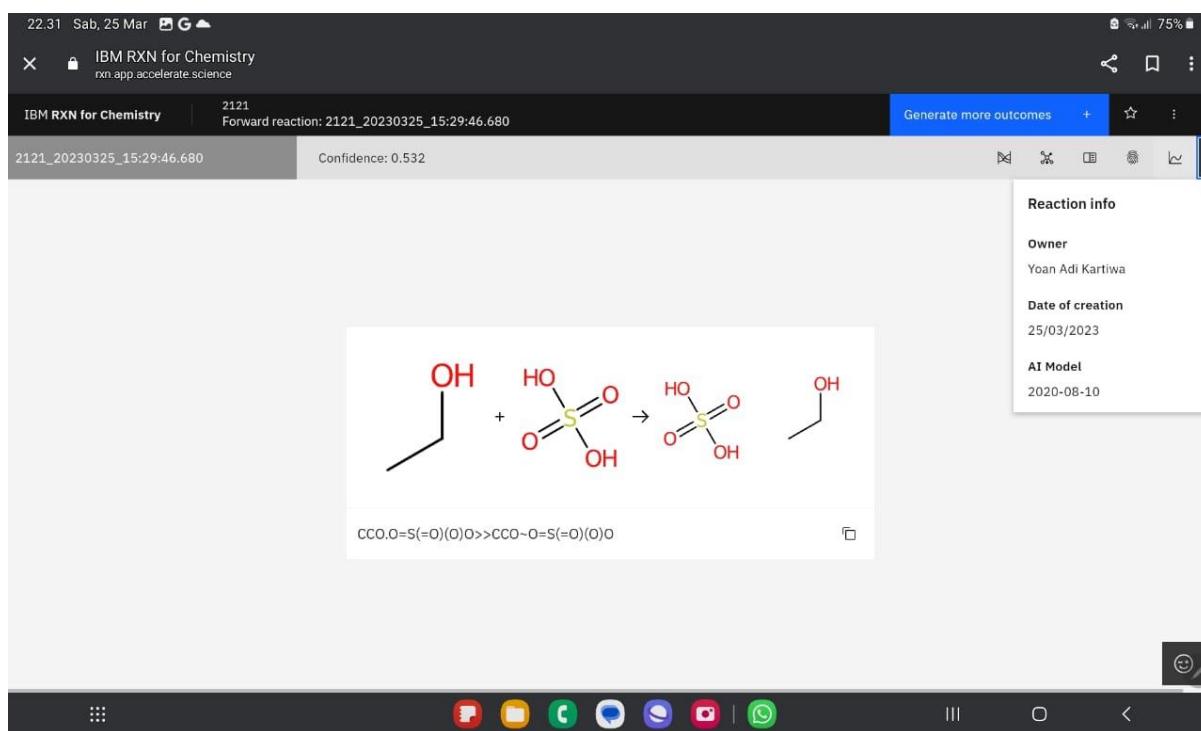 22.31 Sab, 25 Mar G
75%
IBM RXN for Chemistry
rxn.app.accelerate.science
IBM RXN for Chemistry
2121
Forward reaction: 2121_20230325_15:29:46.680
Generate more outcomes +
2121_20230325_15:29:46.680
Confidence: 0.532
Reaction info
Owner
Yoan Adi Kartiwa
Date of creation
25/03/2023
AI Model
2020-08-10
OH
HO
O
+
S
→
O
OH
HO
O
S
O
OH
OH
CCO.O=S(=O)(O)O>>CCO~O=S(=O)(O)O